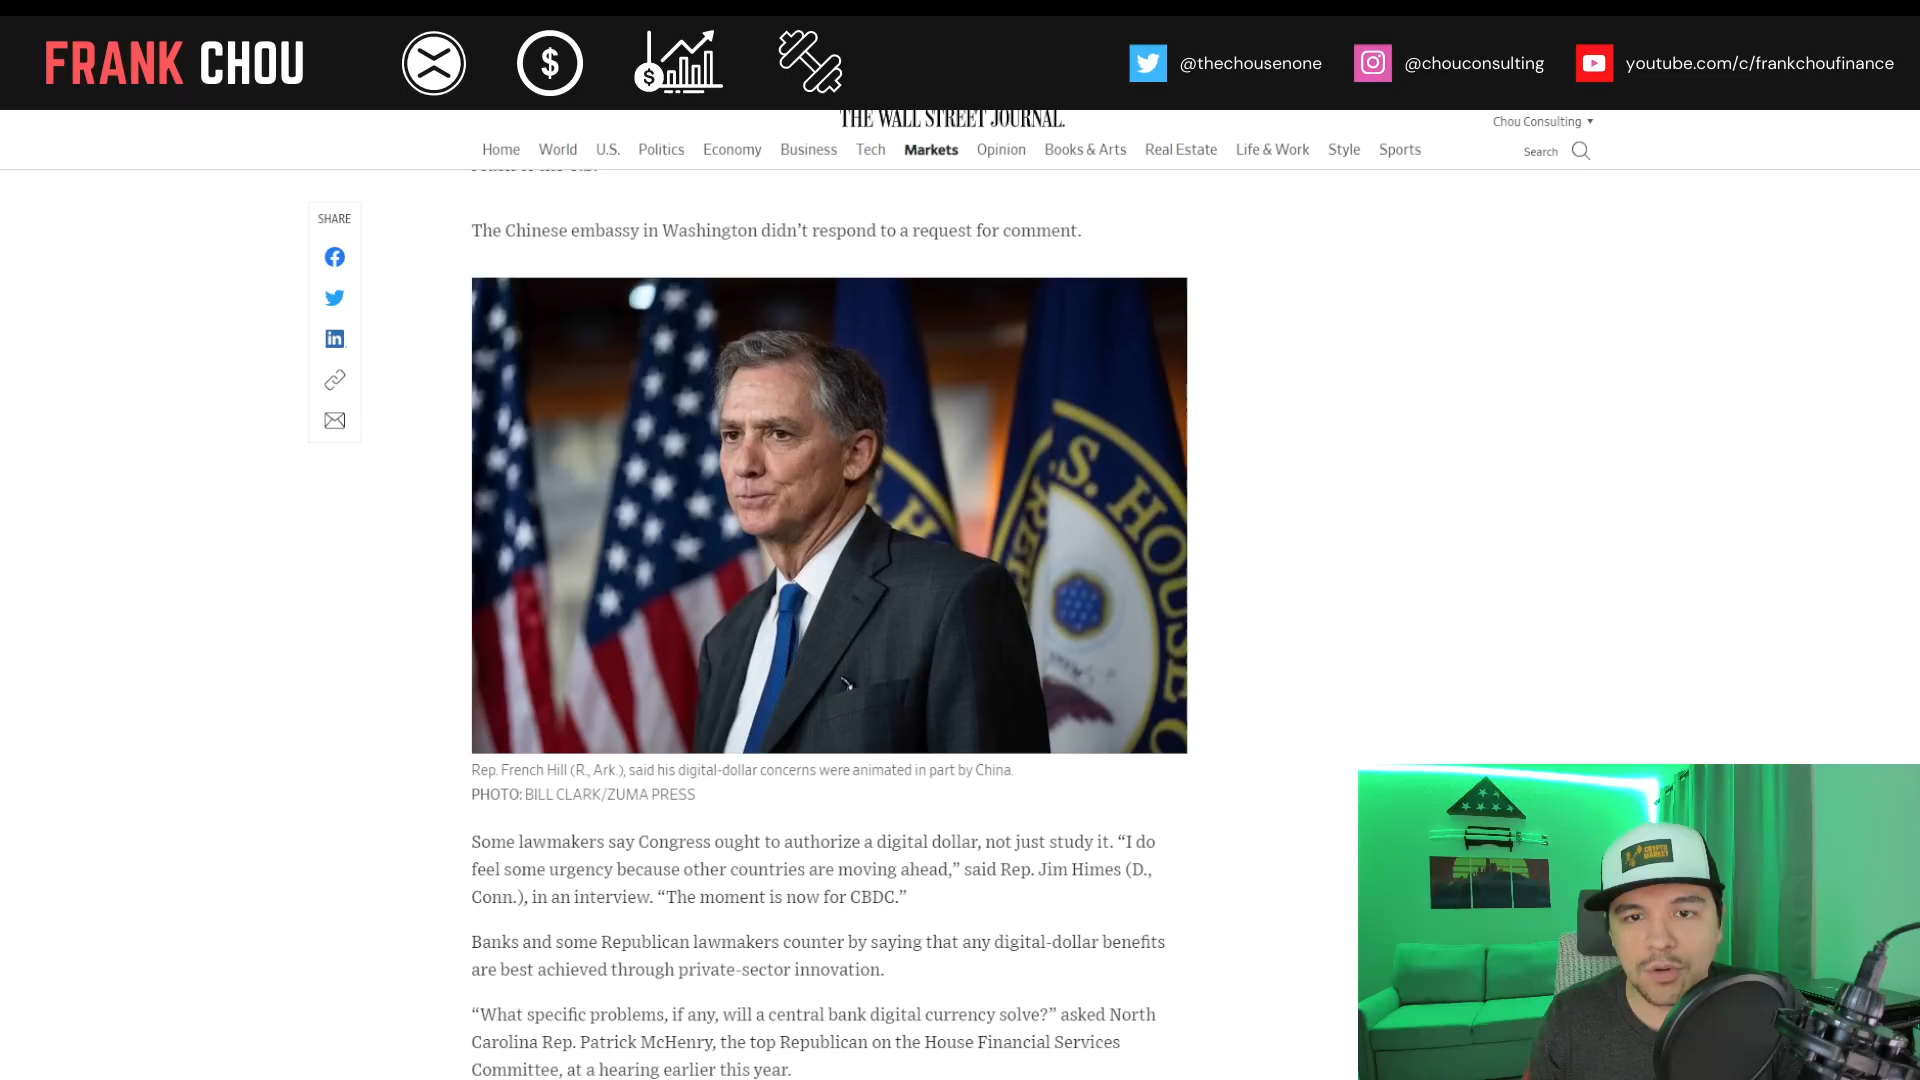 FRANK CHOU
@thechousenone
@chouconsulting
youtube.com/c/frankchoufinance
THE WALL STREET JOURNAL.
Chou Consulting
Home World U.S. Politics Economy Business Tech Markets Opinion Books & Arts Real Estate Life & Work Style Sports
Search
SHARE
The Chinese embassy in Washington didn’t respond to a request for comment.
S. HOUSE O
REP
H
Rep. French Hill (R., Ark.), said his digital-dollar concerns were animated in part by China.
PHOTO: BILL CLARK/ZUMA PRESS
Some lawmakers say Congress ought to authorize a digital dollar, not just study it. “I do
feel some urgency because other countries are moving ahead,” said Rep. Jim Himes (D.,
Conn.), in an interview. “The moment is now for CBDC.”
Banks and some Republican lawmakers counter by saying that any digital-dollar benefits
are best achieved through private-sector innovation.
“What specific problems, if any, will a central bank digital currency solve?” asked North
Carolina Rep. Patrick McHenry, the top Republican on the House Financial Services
Committee, at a hearing earlier this year.
CRYPTO
MARKET